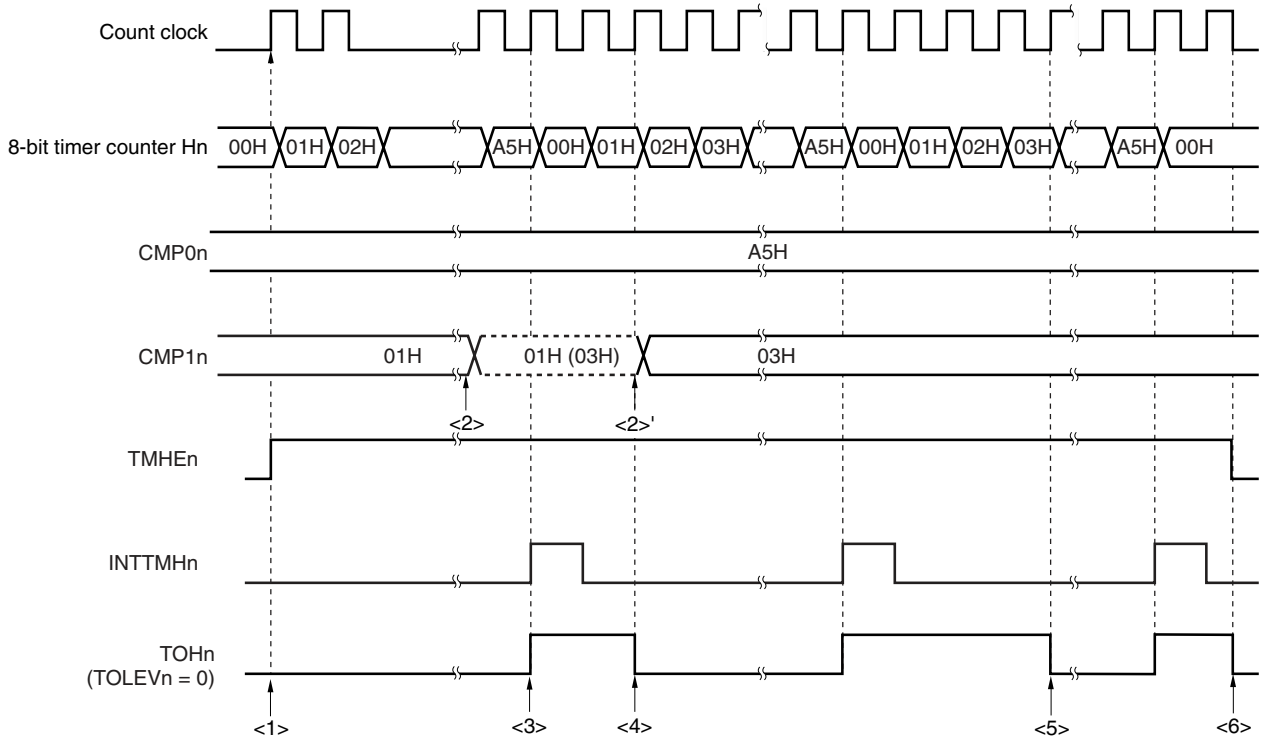 Count clock
8-bit timer counter Hn 00H 01H 02H A5H 00H 01H 02H 03H A5H 00H 01H 02H 03H A5H 00H
CMP0n A5H
CMP1n 01H 01H (03H) 03H
<2> <2>'
TMHEn
INTTMHn
TOHn
(TOLEVn = 0)
<1> <3> <4> <5> <6>